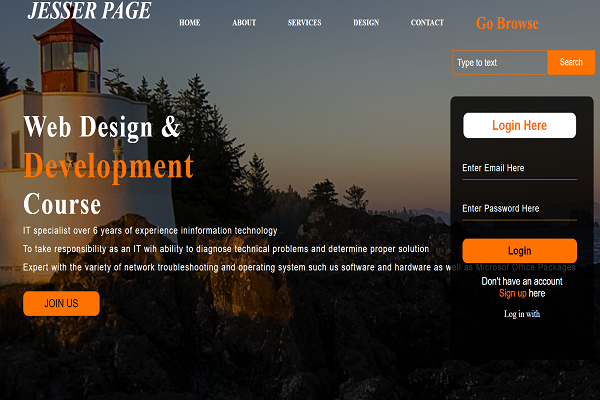 JESSER PAGE
HOME ABOUT SERVICES DESIGN CONTACT
Go Browse
Type to text Search
Web Design &
Development
Course
IT specialist over 6 years of experience ininformation technology
To take responsibility as an IT wih ability to diagnose technical problems and determine proper solution
Expert with the variety of network troubleshooting and operating system such us software and hardware as well as Microsof Office Packages
JOIN US
Login Here
Enter Email Here
Enter Password Here
Login
Don't have an account
Sign up here
Log in with